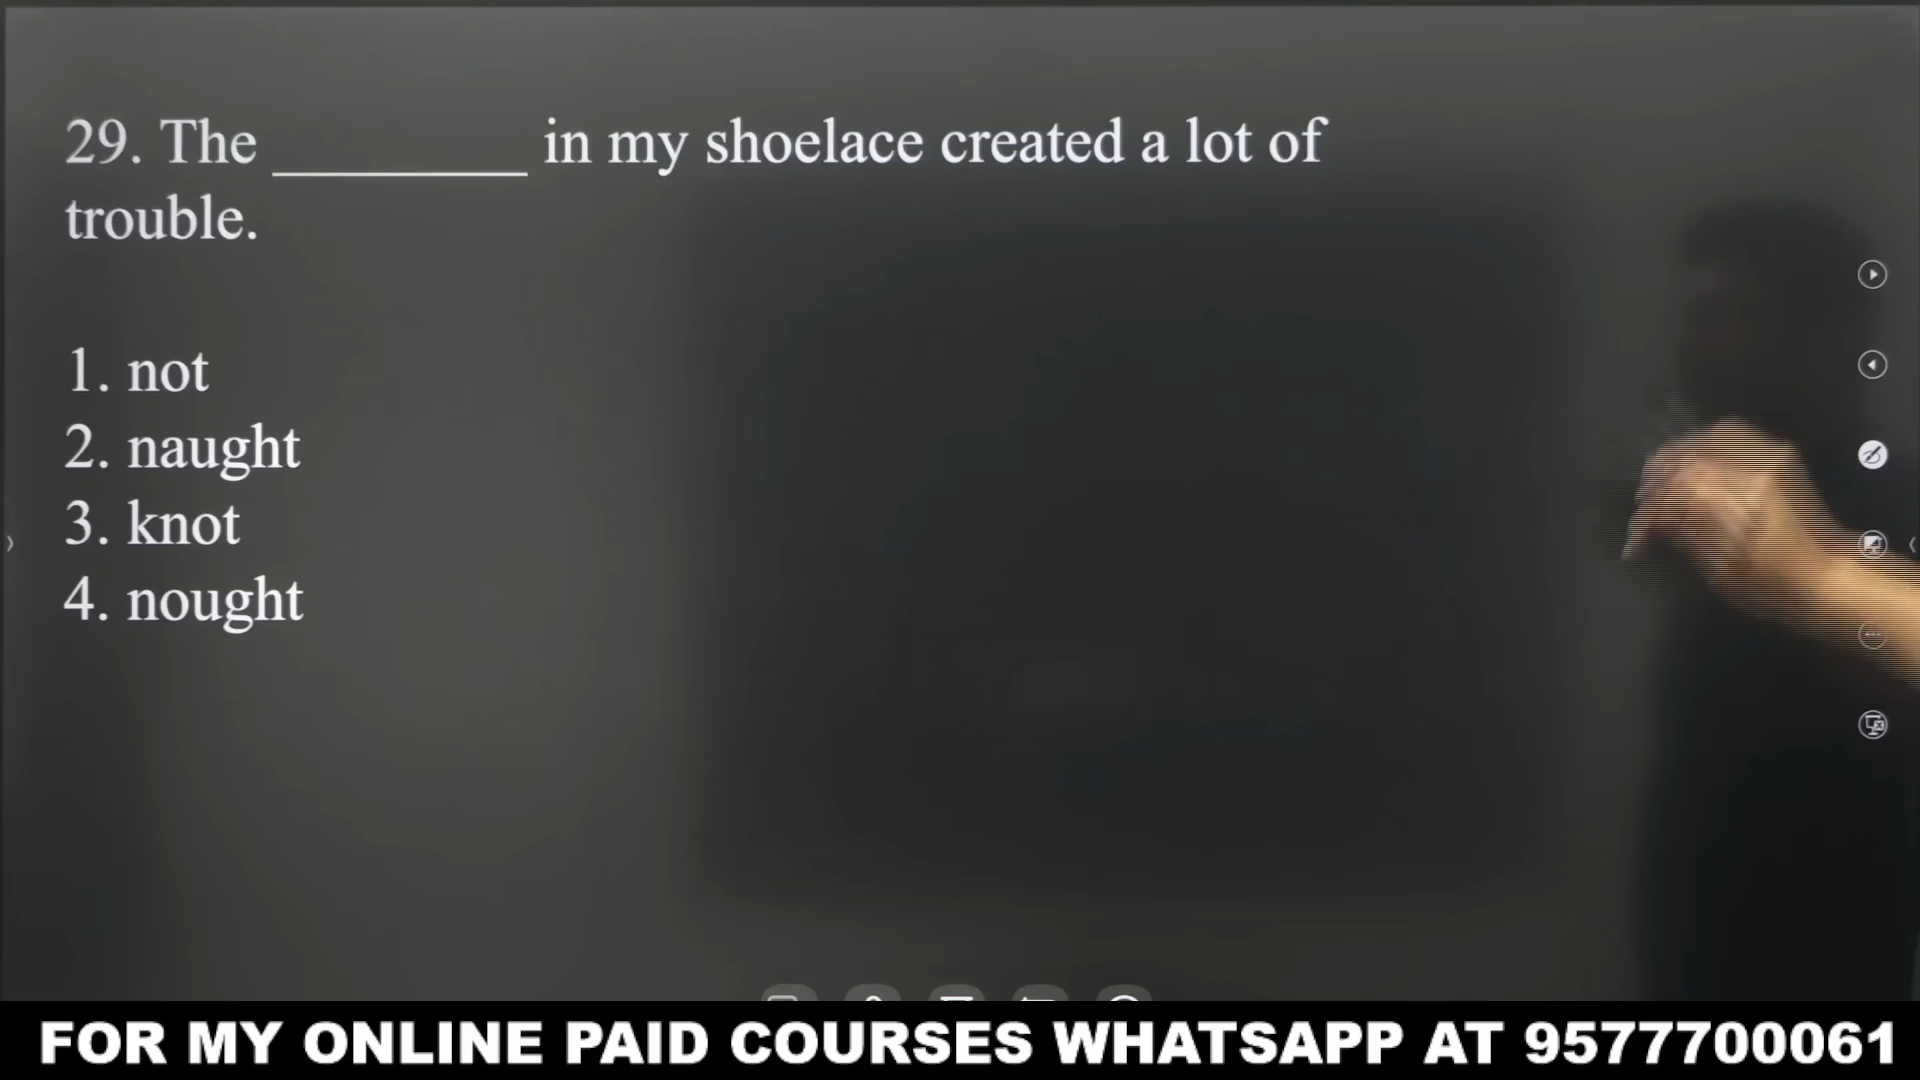 29. The __________ in my shoelace created a lot of
trouble.
1. not
2. naught
3. knot
4. nought
FOR MY ONLINE PAID COURSES WHATSAPP AT 9577700061